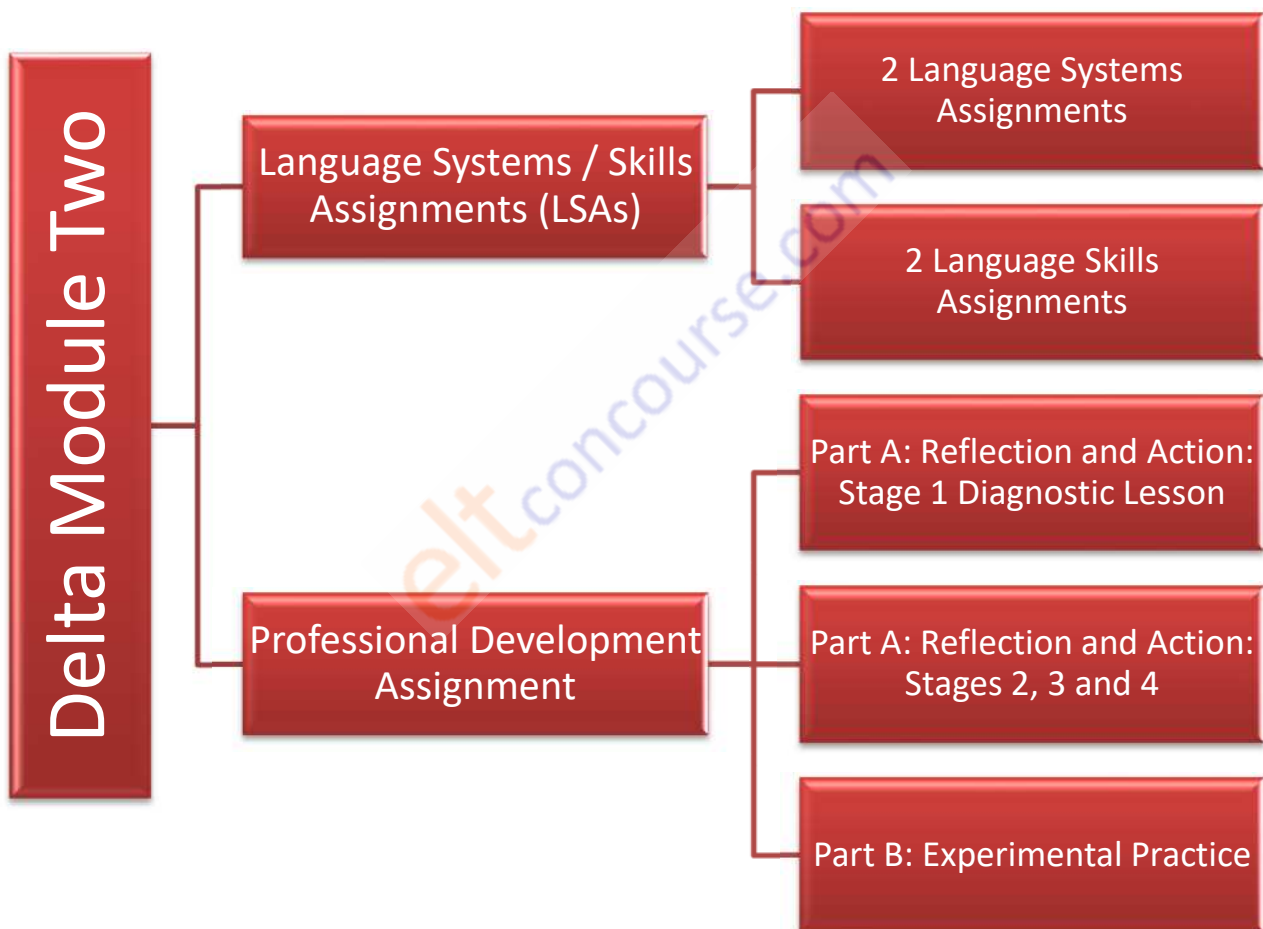 Delta Module Two
Language Systems / Skills
Assignments (LSAs)
2 Language Systems
Assignments
2 Language Skills
Assignments
Professional Development
Assignment
Part A: Reflection and Action:
Stage 1 Diagnostic Lesson
Part A: Reflection and Action:
Stages 2, 3 and 4
Part B: Experimental Practice
elt concourse.com